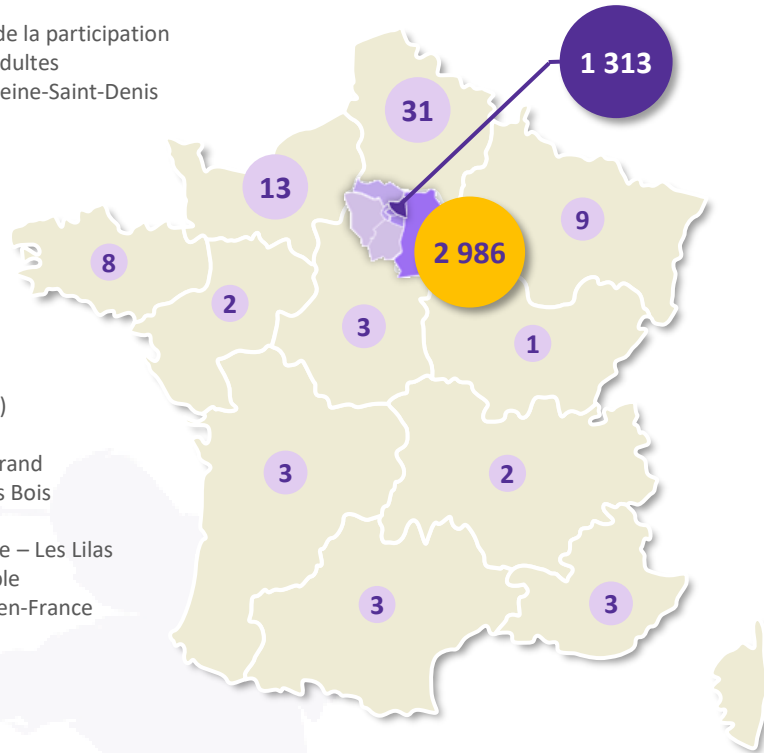 de la participation
dultes
eine-Saint-Denis
1 313
31
13
9
8
2 986
2
3
1
)
rand
s Bois
3
2
e – Les Lilas
ble
en-France
3
3